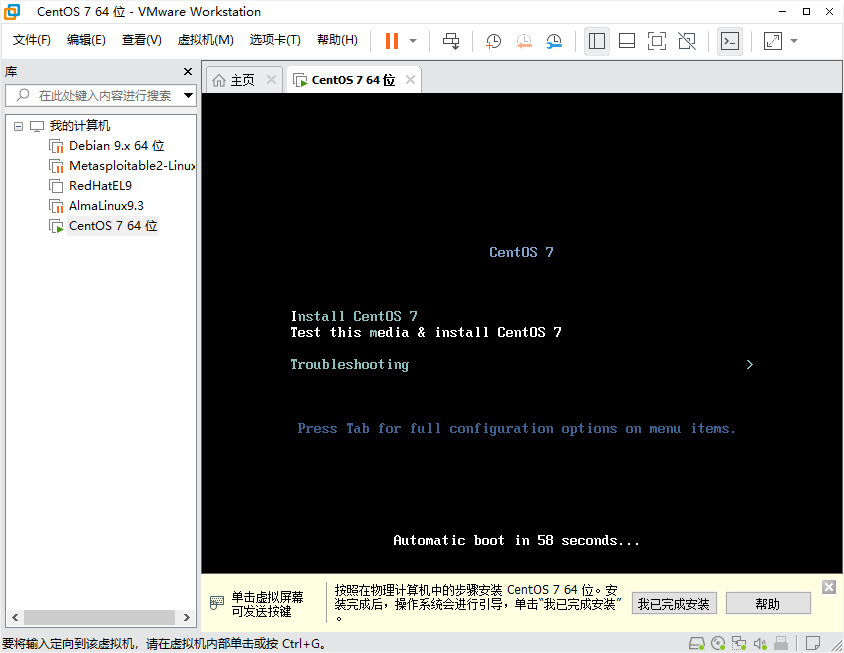 CentOS 7 64 位 - VMware Workstation
文件(F) 编辑(E) 查看(V) 虚拟机(M) 选项卡(T) 帮助(H)
库
在此处键入内容进行搜索
我的计算机
Debian 9.x 64 位
Metasploitable2-Linux
RedHatEL9
AlmaLinux9.3
CentOS 7 64 位
主页 CentOS 7 64 位
CentOS 7
Install CentOS 7
Test this media & install CentOS 7
Troubleshooting >
Press Tab for full configuration options on menu items.
Automatic boot in 58 seconds...
单击虚拟屏幕
可发送按键
按照在物理计算机中的步骤安装 CentOS 7 64 位。安
装完成后，操作系统会进行引导，单击“我已完成安装”
。
我已完成安装 帮助
要将输入定向到该虚拟机，请在虚拟机内部单击或按 Ctrl+G。